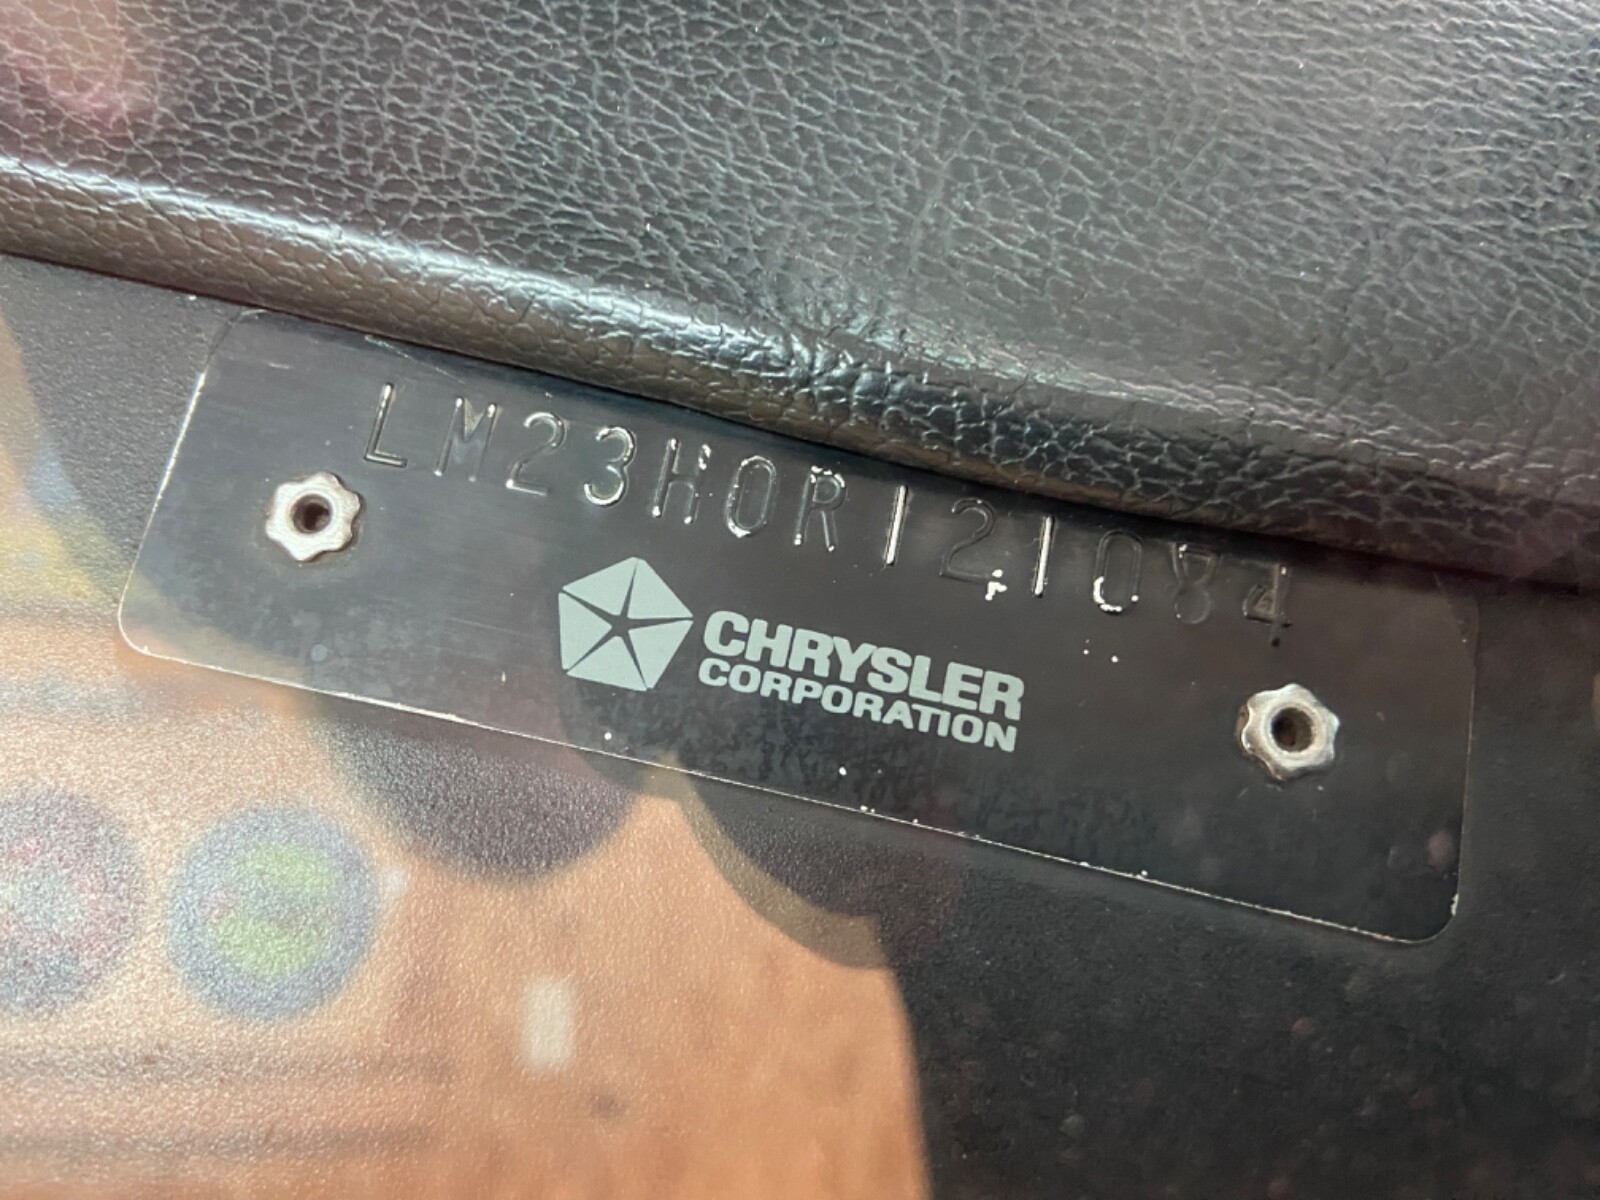 LM23H0R121084
CHRYSLER
CORPORATION